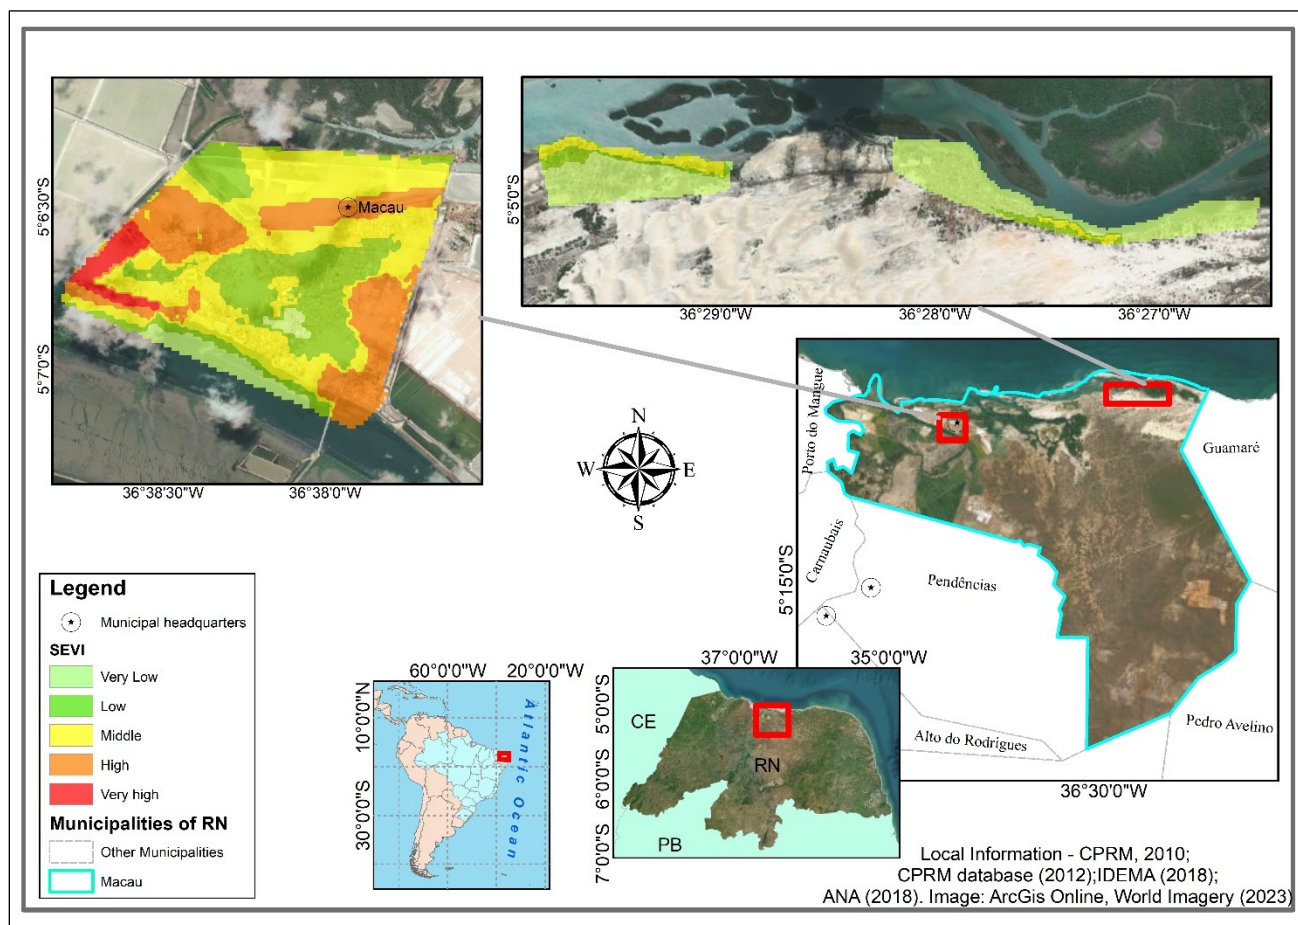 Macau
5°6'30"S
5°7'0"S
36°38'30"W
36°38'0"W
5°5'0"S
36°29'0"W
36°28'0"W
36°27'0"W
N
W
E
S
Porto do Mangue
Guamaré
Carnaubais
Pendências
Alto do Rodrigues
Pedro Avelino
5°15'0"S
36°30'0"W
Legend
Municipal headquarters
SEVI
Very Low
Low
Middle
High
Very high
Municipalities of RN
Other Municipalities
Macau
60°0'0"W
20°0'0"W
10°0'0"N
10°0'0"S
30°0'0"S
Atlantic Ocean
37°0'0"W
35°0'0"W
5°0'0"S
6°0'0"S
7°0'0"S
CE
RN
PB
Local Information - CPRM, 2010;
CPRM database (2012);IDEMA (2018);
ANA (2018). Image: ArcGis Online, World Imagery (2023)